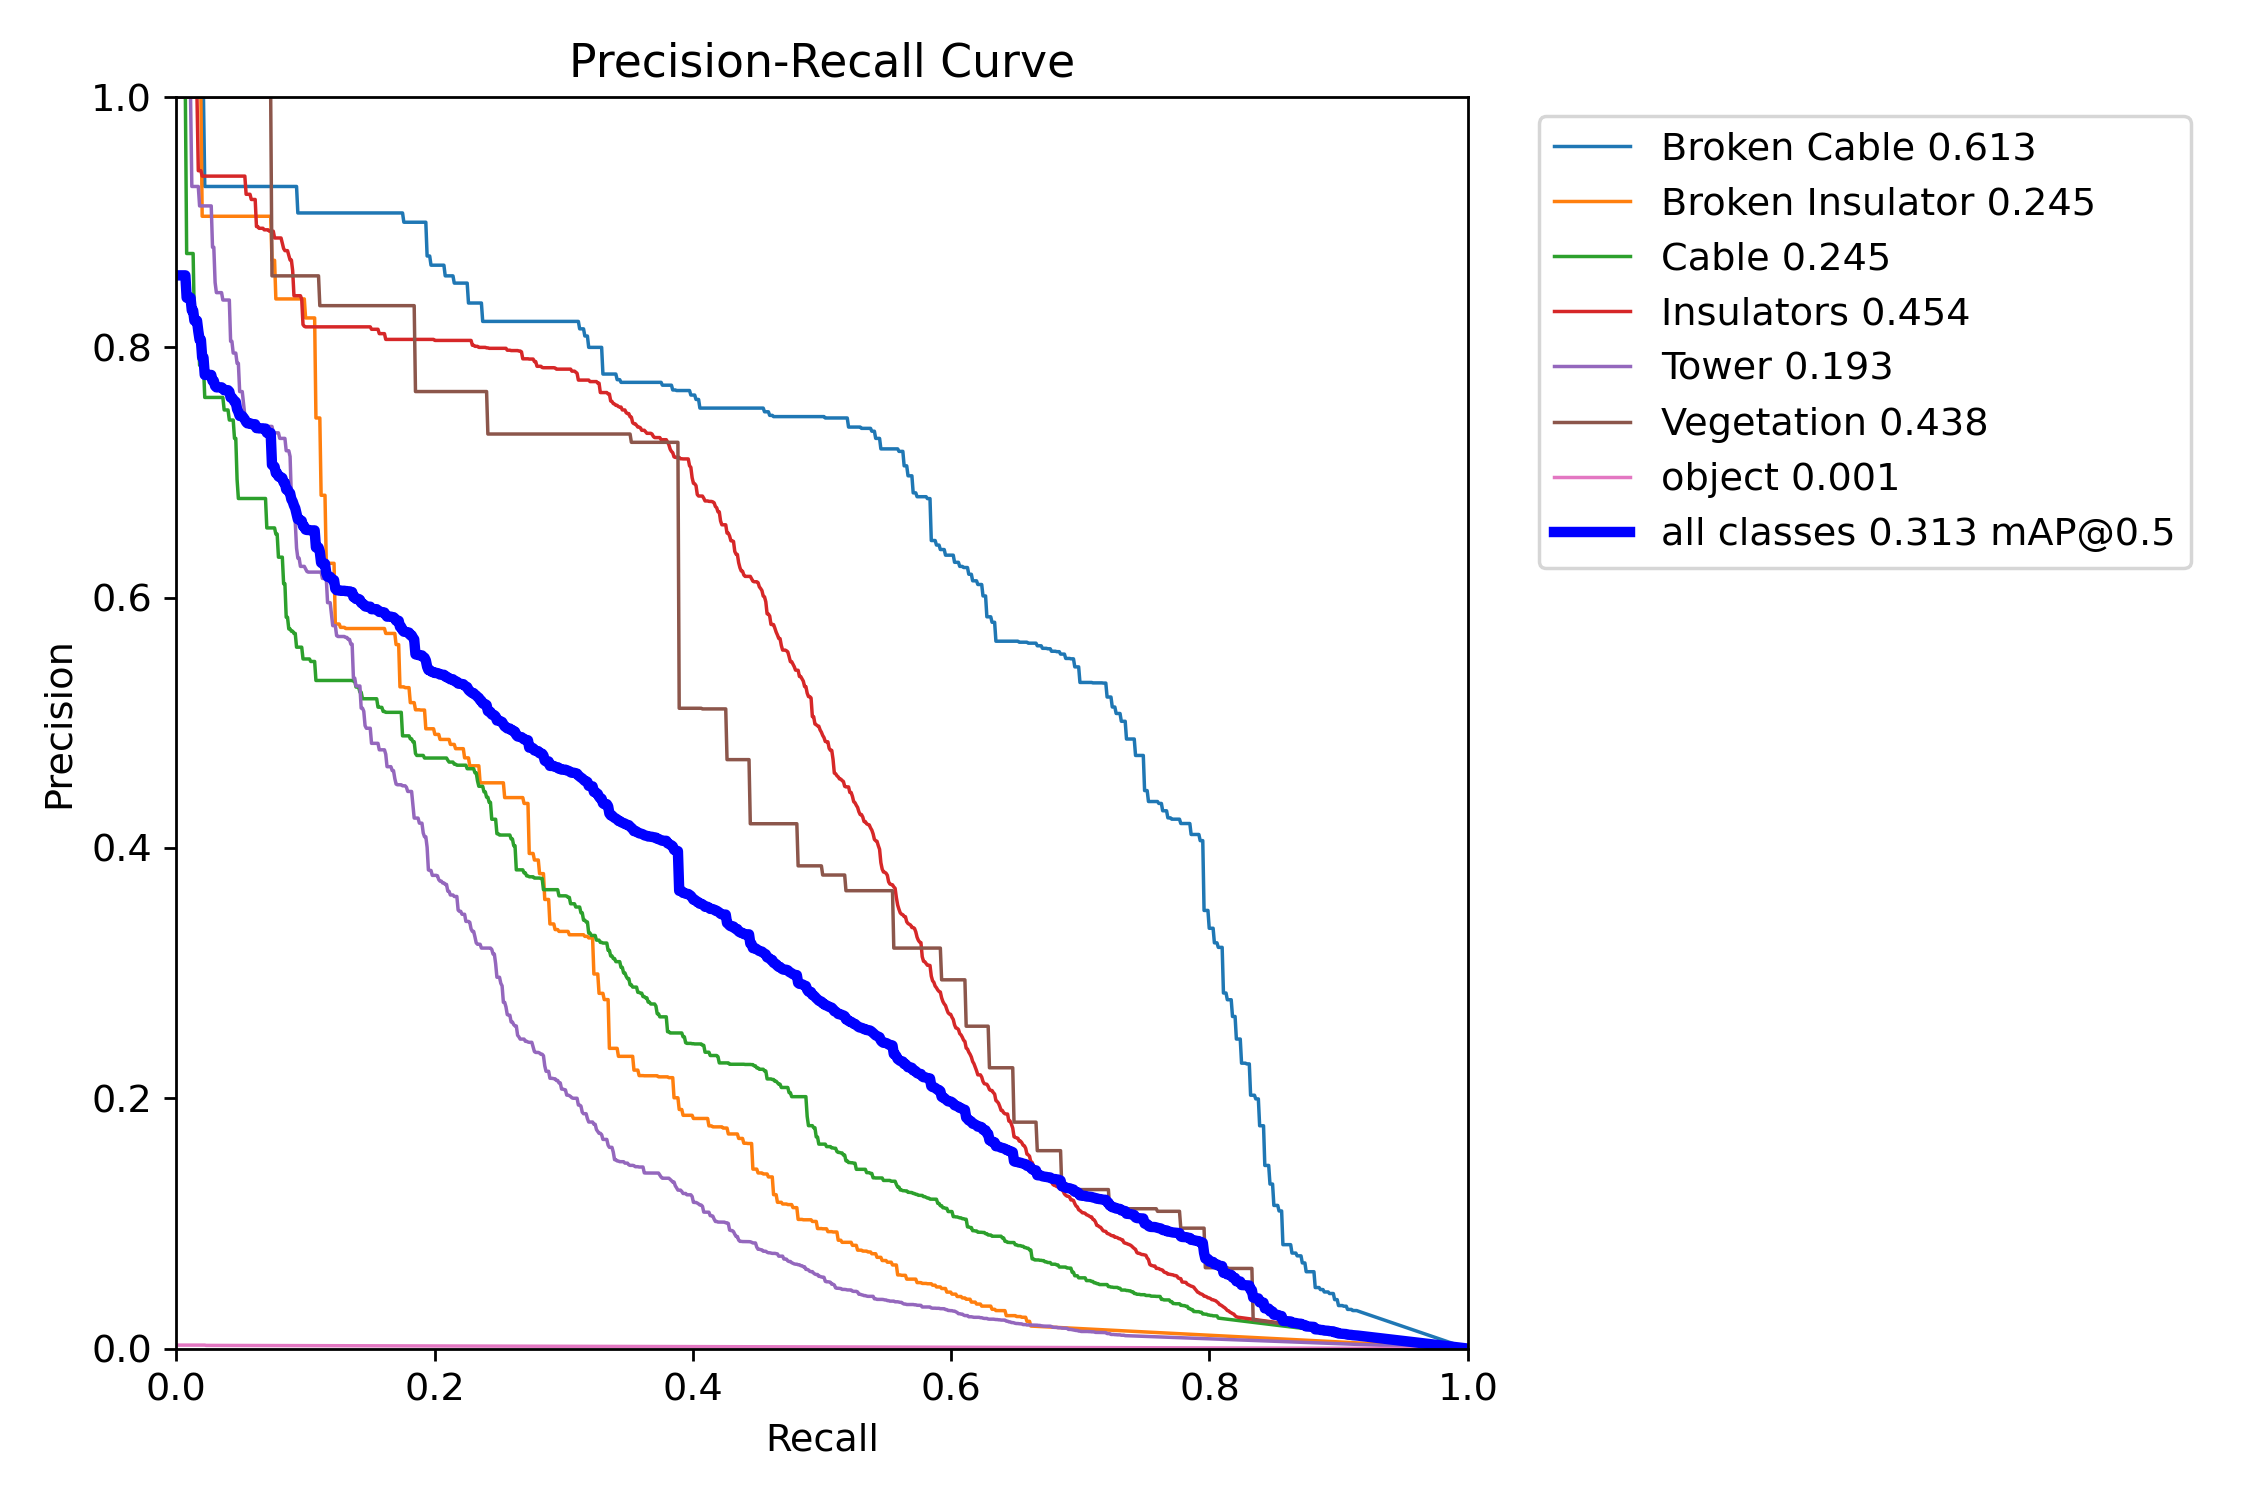 Precision-Recall Curve
1.0
0.8
0.6
0.4
0.2
0.0
Precision
0.0 0.2 0.4 0.6 0.8 1.0
Recall
Broken Cable 0.613
Broken Insulator 0.245
Cable 0.245
Insulators 0.454
Tower 0.193
Vegetation 0.438
object 0.001
all classes 0.313 mAP@0.5